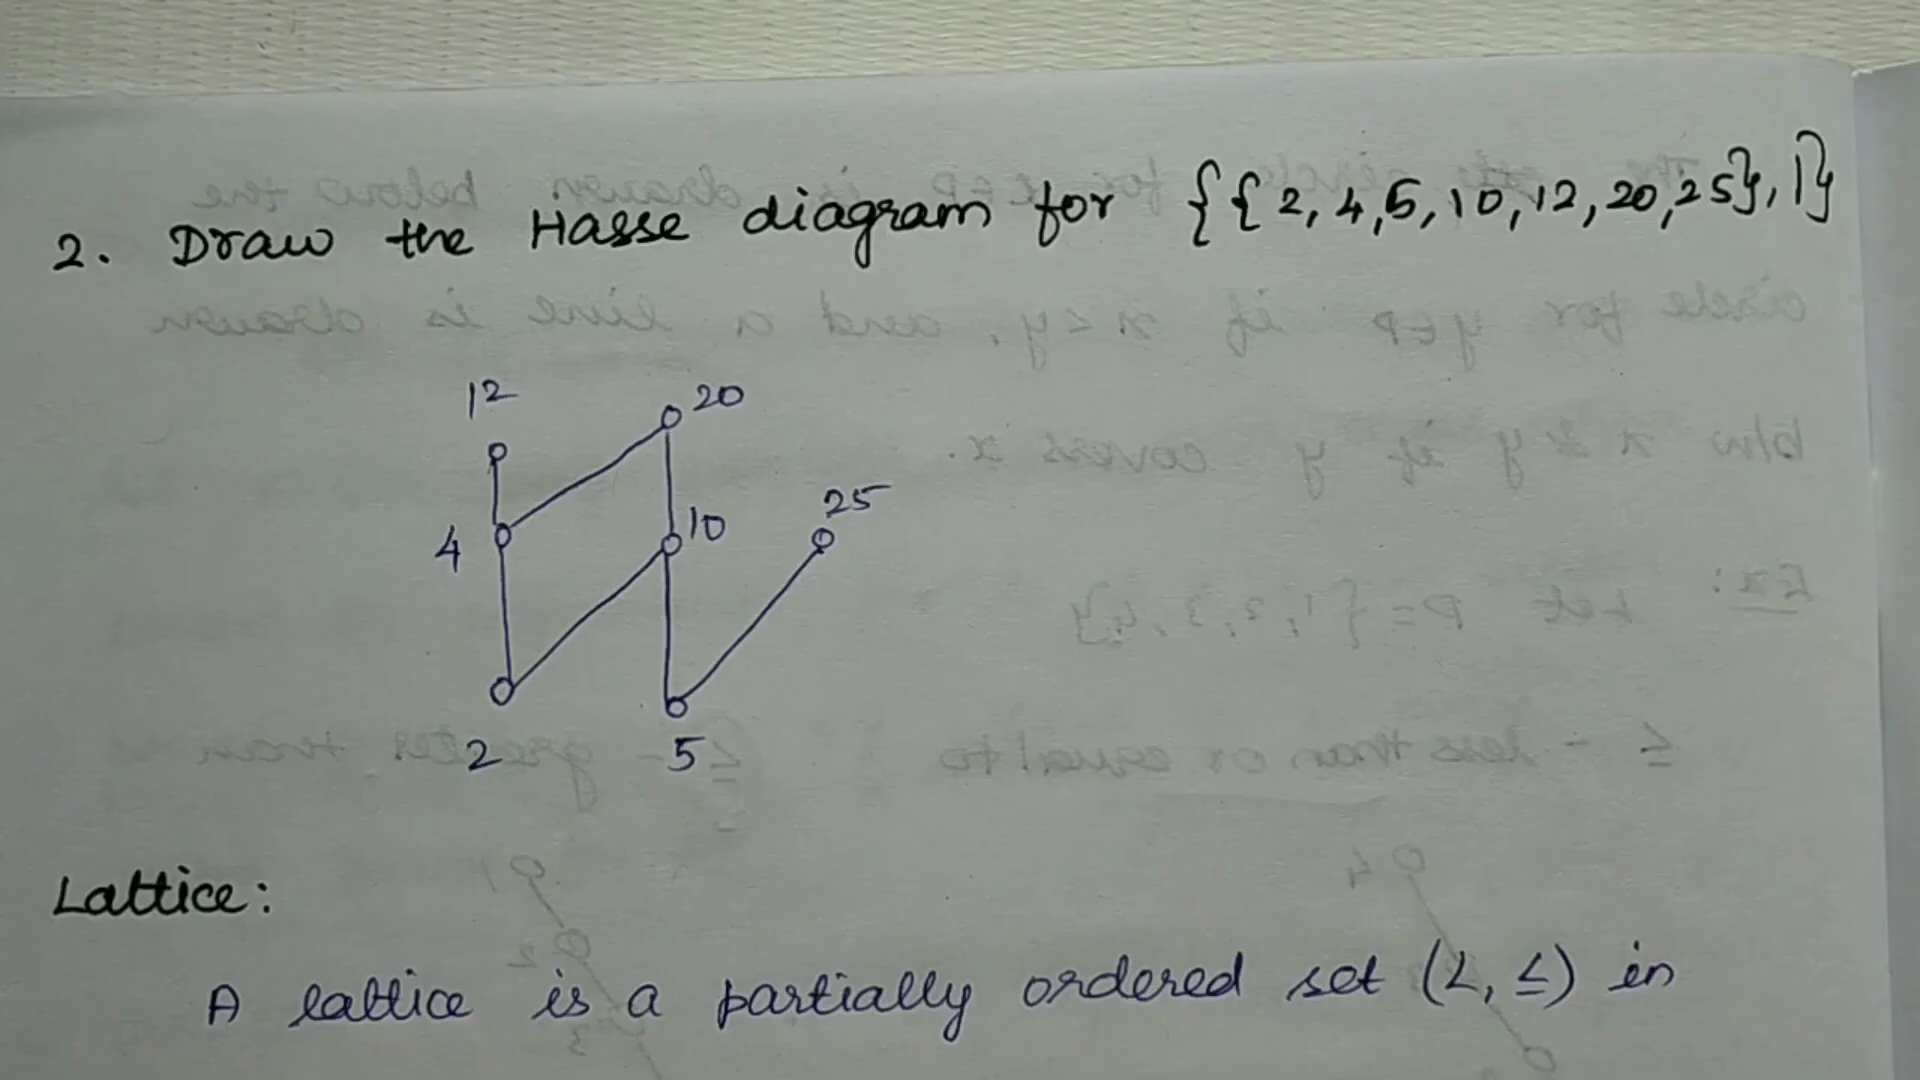 2. Draw the Hasse diagram for {{2, 4, 5, 10, 12, 20, 25}, |}
12
20
25
4
10
2
5
Lattice:
A lattice is a partially ordered set (L, ≤) in